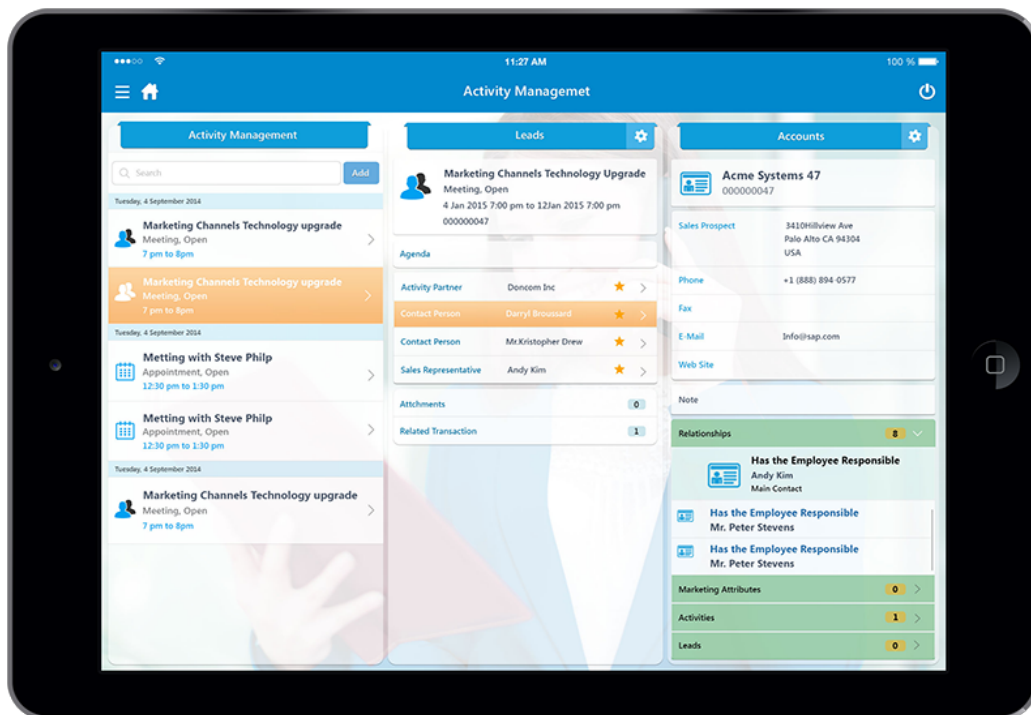 11:27 AM
100 %
Activity Managemet
Activity Management
Search
Add
Tuesday, 4 September 2014
Marketing Channels Technology upgrade
Meeting, Open
7 pm to 8pm
Marketing Channels Technology upgrade
Meeting, Open
7 pm to 8pm
Tuesday, 4 September 2014
Metting with Steve Philp
Appointment, Open
12:30 pm to 1:30 pm
Metting with Steve Philp
Appointment, Open
12:30 pm to 1:30 pm
Tuesday, 4 September 2014
Marketing Channels Technology upgrade
Meeting, Open
7 pm to 8pm
Leads
Marketing Channels Technology Upgrade
Meeting, Open
4 Jan 2015 7:00 pm to 12Jan 2015 7:00 pm
000000047
Agenda
Activity Partner Doncom Inc
Contact Person Darryl Broussard
Contact Person Mr.Kristopher Drew
Sales Representative Andy Kim
Attchments 0
Related Transaction 1
Accounts
Acme Systems 47
000000047
Sales Prospect 3410Hillview Ave
Palo Alto CA 94304
USA
Phone +1 (888) 894-0577
Fax
E-Mail Info@sap.com
Web Site
Note
Relationships 8
Has the Employee Responsible
Andy Kim
Main Contact
Has the Employee Responsible
Mr. Peter Stevens
Has the Employee Responsible
Mr. Peter Stevens
Marketing Attributes 0
Activities 1
Leads 0